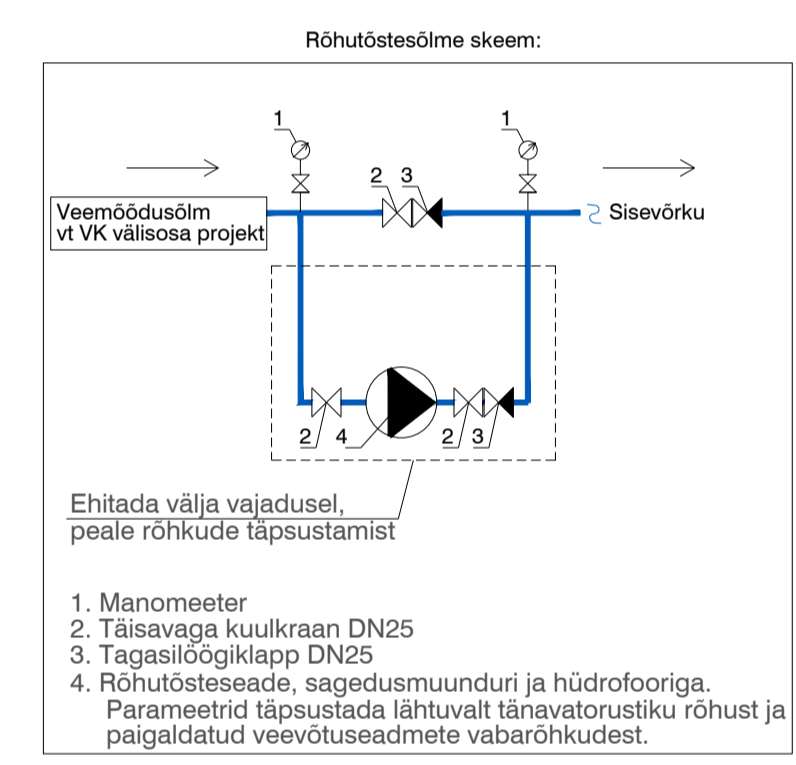 Rõhutõstesõlme skeem:
1
1
2 3
Veemõõdusõlm
vt VK välisosa projekt
Sisevõrku
2 4 2 3
Ehitada välja vajadusel,
peale rõhkude täpsustamist
1. Manomeeter
2. Täisavaga kuulkraan DN25
3. Tagasilöögiklapp DN25
4. Rõhutõsteseade, sagedusmuunduri ja hüdrofooriga.
Parameetrid täpsustada lähtuvalt tänavatorustiku rõhust ja
paigaldatud veevõtuseadmete vabarõhkudest.